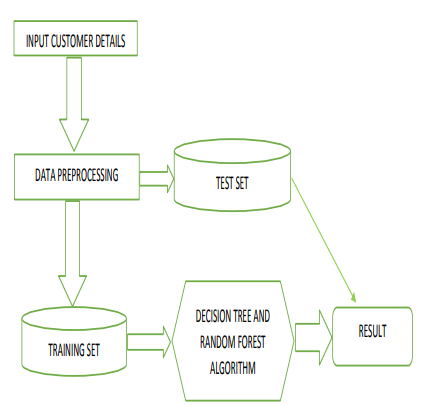 INPUT CUSTOMER DETAILS
DATA PREPROCESSING
TEST SET
TRAINING SET
DECISION TREE AND
RANDOM FOREST
ALGORITHM
RESULT